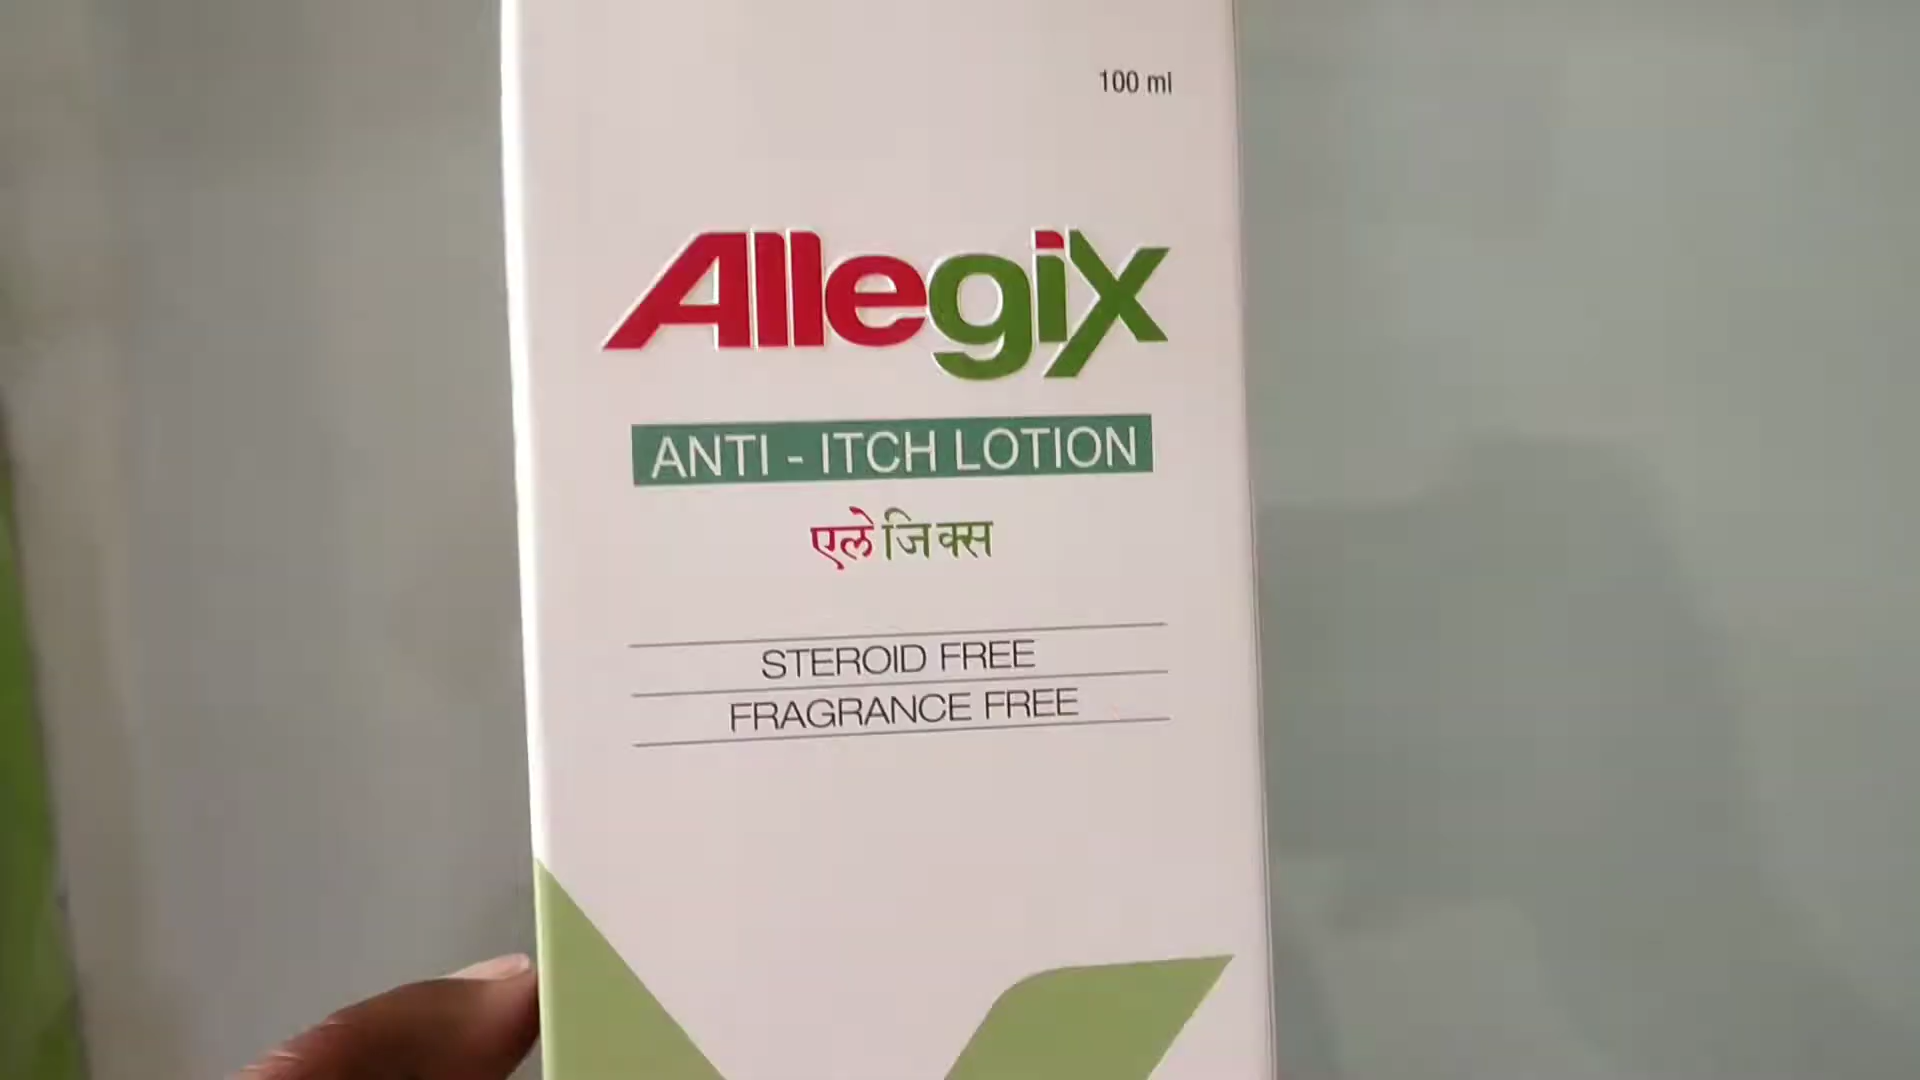 100 ml
Allegix
ANTI - ITCH LOTION
एलेजिक्स
STEROID FREE
FRAGRANCE FREE